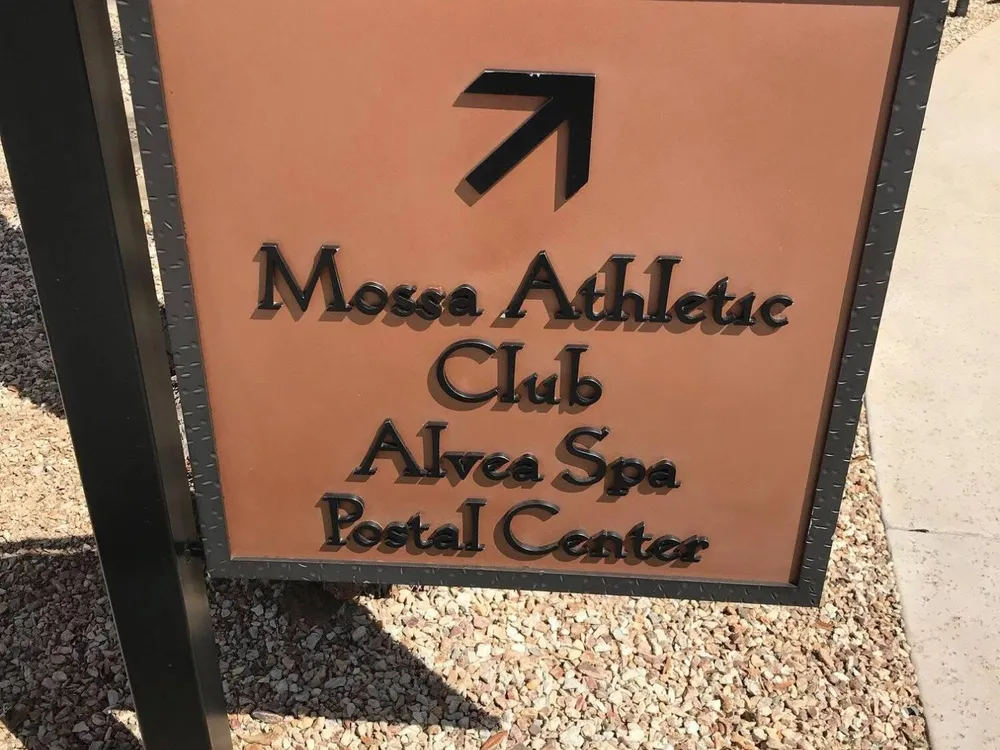 Mossa Athletic
Club
Alvea Spa
Postal Center